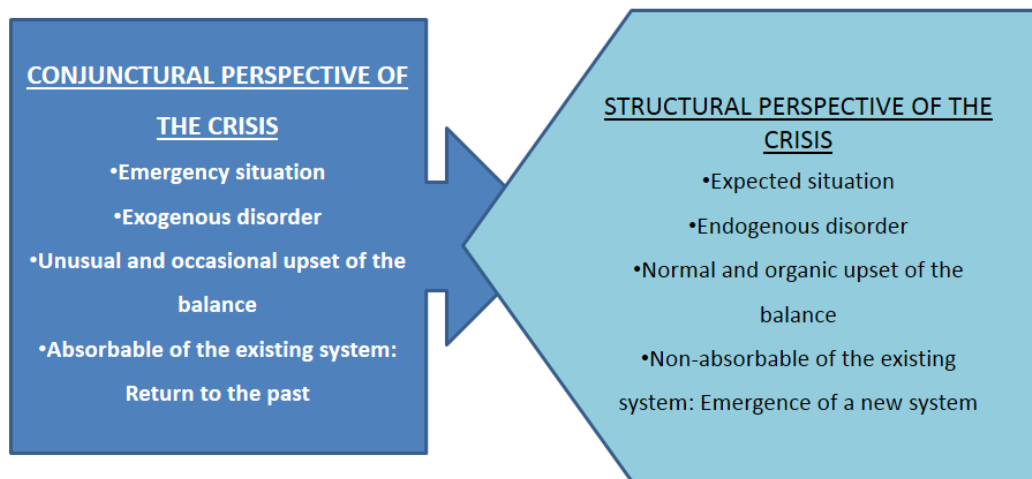 CONJUNCTURAL PERSPECTIVE OF
THE CRISIS
•Emergency situation
•Exogenous disorder
•Unusual and occasional upset of the
balance
•Absorbable of the existing system:
Return to the past
STRUCTURAL PERSPECTIVE OF THE
CRISIS
•Expected situation
•Endogenous disorder
•Normal and organic upset of the
balance
•Non-absorbable of the existing
system: Emergence of a new system